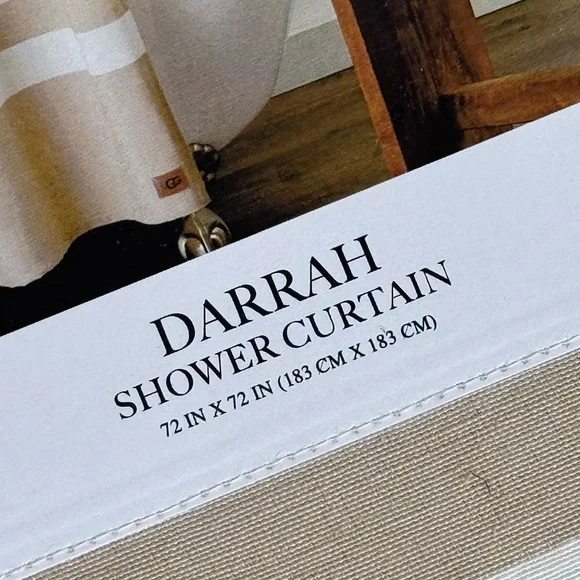 DARRAH
SHOWER CURTAIN
72 IN X 72 IN (183 CM X 183 CM)